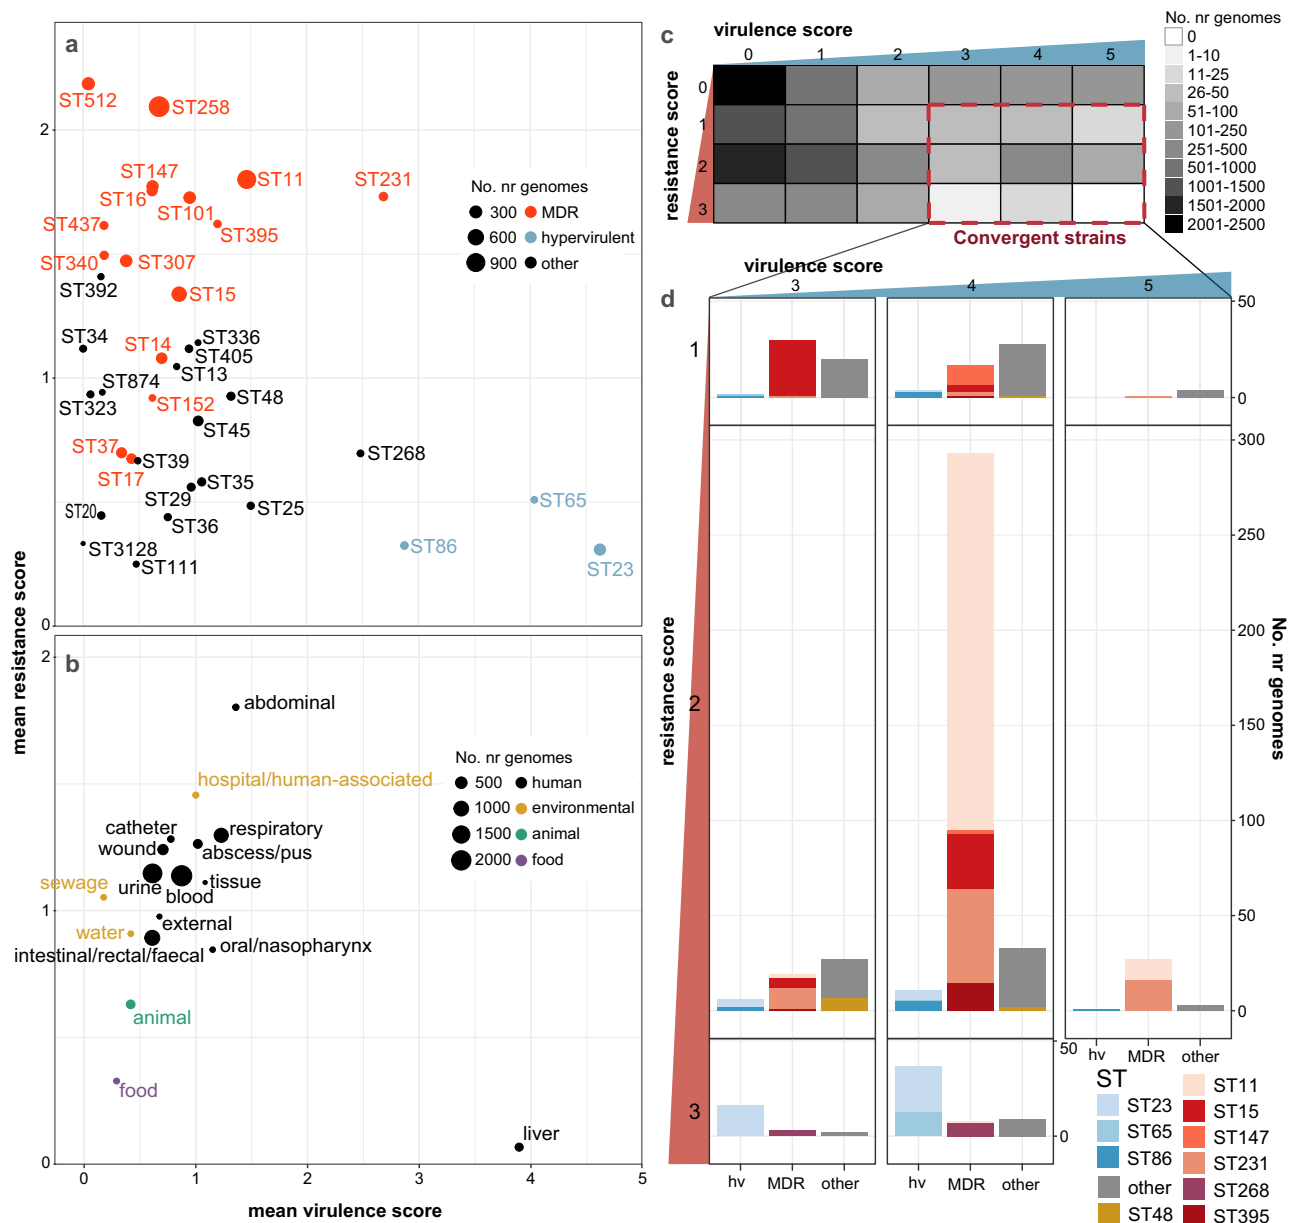 a
ST512
ST258
2
ST147
ST11
ST231
ST16
ST101
ST437
ST395
ST340
ST307
ST392
ST15
ST34
ST14
ST336
ST405
ST13
1
ST874
ST323
ST152
ST48
ST45
ST37
ST39
ST268
ST17
ST35
ST29
ST65
ST20
ST36
ST25
ST3128
ST86
ST111
ST23
0
No. nr genomes
300
MDR
600
hypervirulent
900
other
mean resistance score
b
2
abdominal
hospital/human-associated
catheter
respiratory
wound
abscess/pus
sewage
urine
tissue
blood
1
external
water
intestinal/rectal/faecal
oral/nasopharynx
animal
food
liver
0
No. nr genomes
500
human
1000
environmental
1500
animal
2000
food
0 1 2 3 4 5
mean virulence score
c
virulence score
0 1 2 3 4 5
resistance score
0
1
2
3
Convergent strains
No. nr genomes
0
1-10
11-25
26-50
51-100
101-250
251-500
501-1000
1001-1500
1501-2000
2001-2500
d
virulence score
3 4 5
resistance score
1
2
3
50
0
300
250
200
150
100
50
0
50
0
No. nr genomes
hv MDR other
hv MDR other
hv MDR other
ST
ST23
ST65
ST86
other
ST48
ST11
ST15
ST147
ST231
ST268
ST395